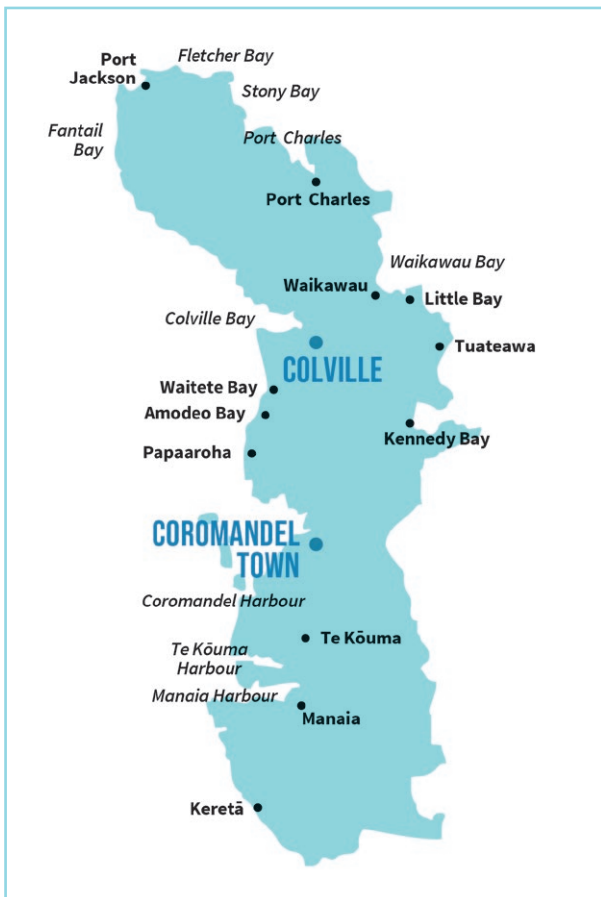 Fletcher Bay
Port
Jackson
Stony Bay
Fantail
Bay
Port Charles
Port Charles
Waikawau Bay
Waikawau
Little Bay
Colville Bay
Tuateawa
COLVILLE
Waitete Bay
Amodeo Bay
Kennedy Bay
Papaaroha
COROMANDEL
TOWN
Coromandel Harbour
Te Kōuma
Te Kōuma
Harbour
Manaia Harbour
Manaia
Keretā